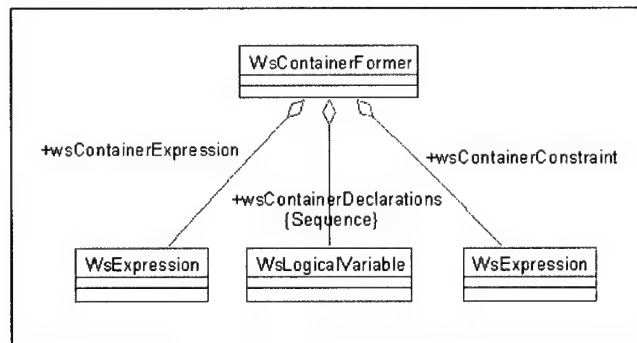 WsContainerFormer
+wsContainerExpression
+wsContainerConstraint
+wsContainerDeclarations
{Sequence}
WsExpression
WsLogicalVariable
WsExpression